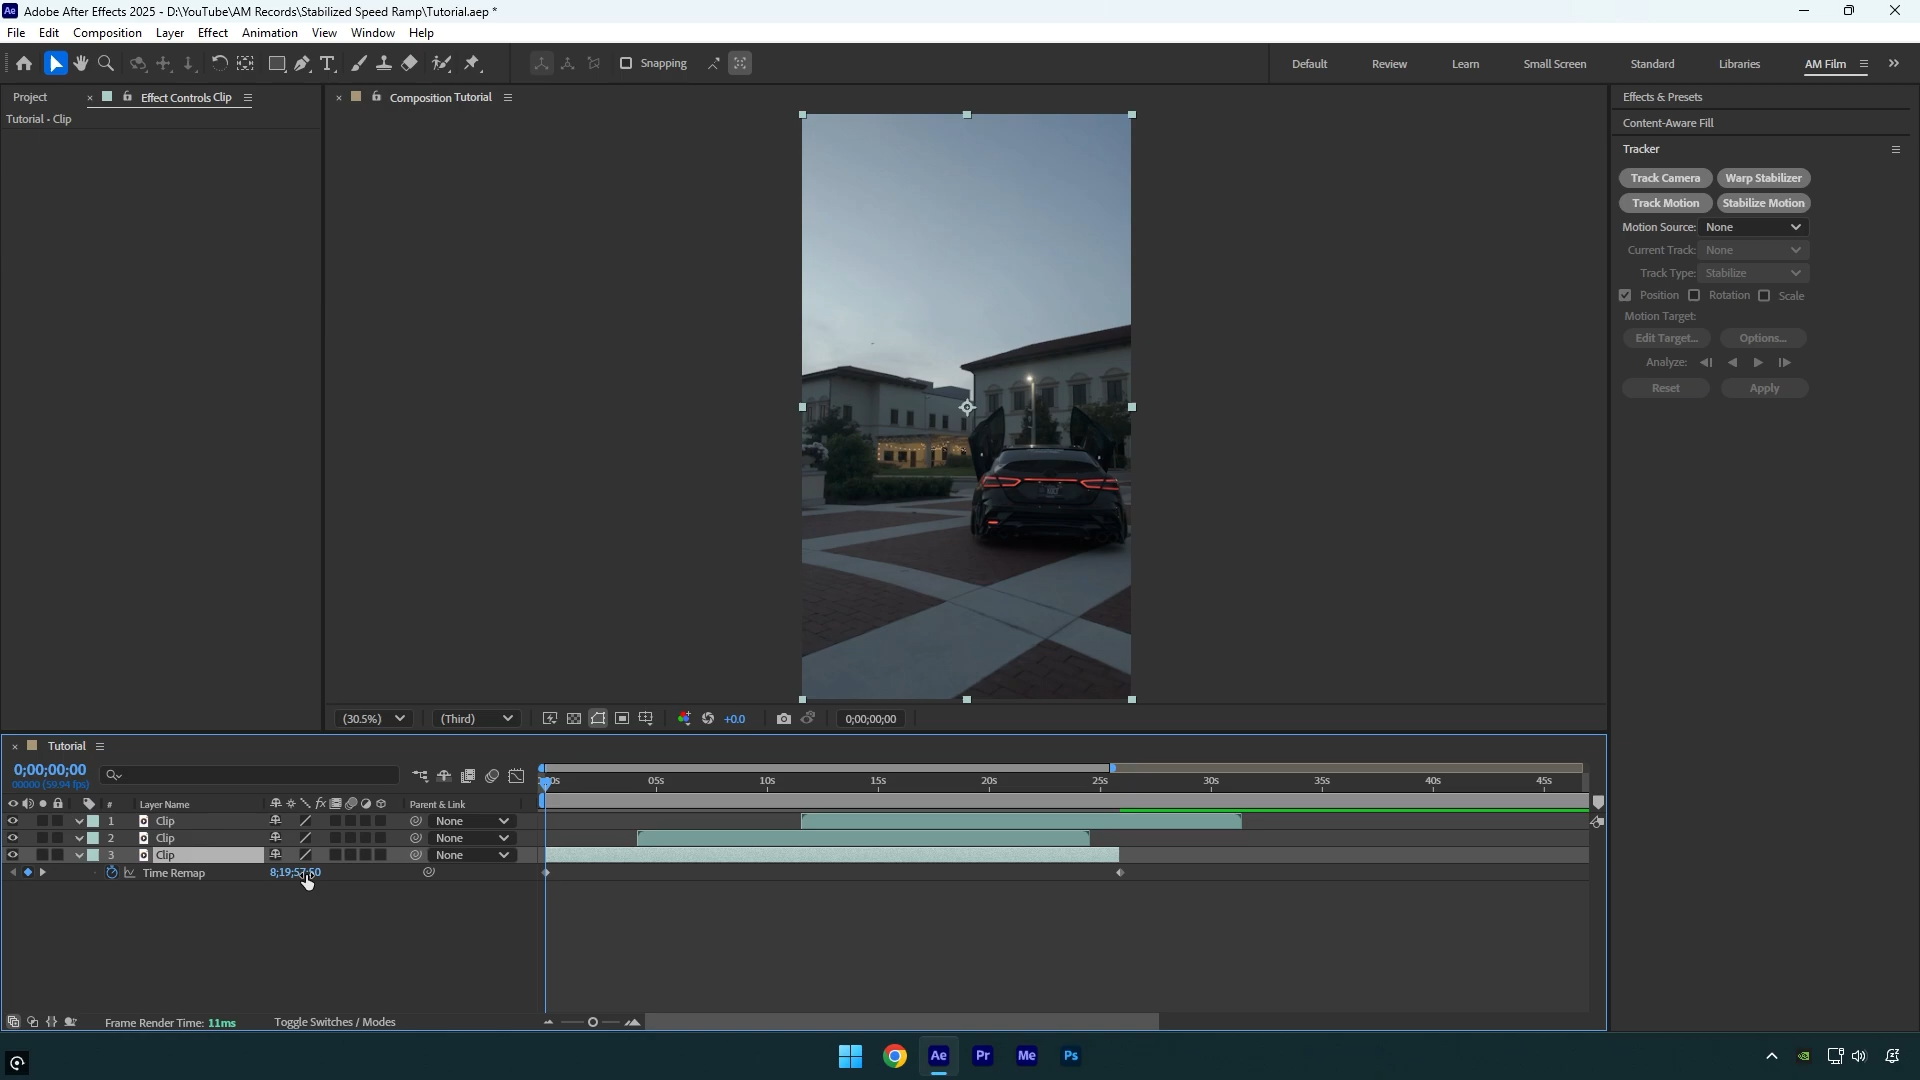 Ae Adobe After Effects 2025 - D:\YouTube\AM Records\Stabilized Speed Ramp\Tutorial.aep *
File Edit Composition Layer Effect Animation View Window Help
Snapping Default Review Learn Small Screen Standard Libraries AM Film
Project Effect Controls Clip Composition Tutorial Effects & Presets
Tutorial - Clip
Content-Aware Fill
Tracker
Track Camera Warp Stabilizer
Track Motion Stabilize Motion
Motion Source: None
Current Track: None
Track Type: Stabilize
Position Rotation Scale
Motion Target:
Edit Target... Options...
Analyze:
Reset Apply
(30.5%) (Third) +0.0 0;00;00;00
Tutorial
0;00;00;00
00000 (59.94 fps)
05s 10s 15s 20s 25s 30s 35s 40s 45s
# Layer Name fx Parent & Link
1 Clip None
2 Clip None
3 Clip None
Time Remap
Frame Render Time: 11ms Toggle Switches / Modes
Ae Pr Me Ps